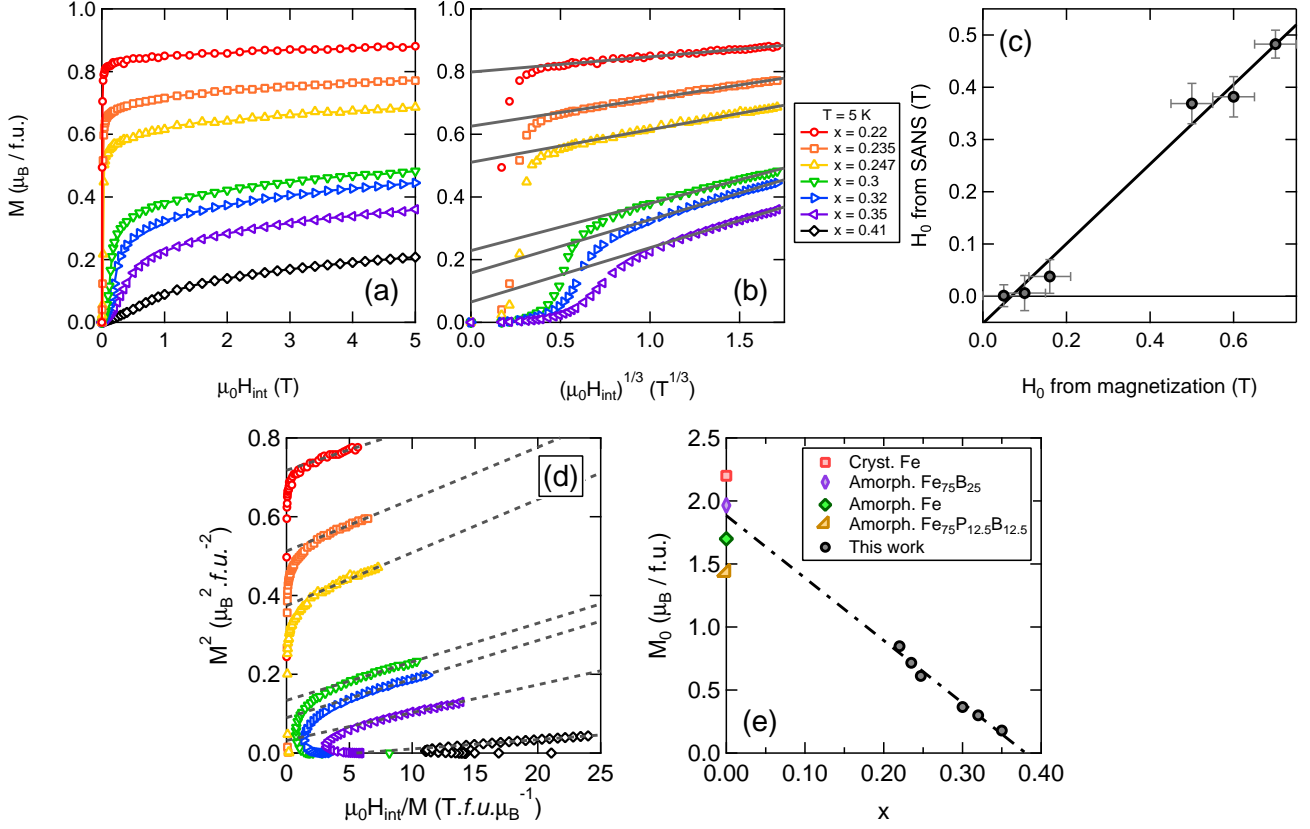 1.0
0.8
0.6
0.4
0.2
0.0
M (μB / f.u.)
0 1 2 3 4 5
μ0Hint (T)
(a)
1.0
0.8
0.6
0.4
0.2
0.0
0.0 0.5 1.0 1.5
(μ0Hint)1/3 (T1/3)
(b)
T = 5 K
x = 0.22
x = 0.235
x = 0.247
x = 0.3
x = 0.32
x = 0.35
x = 0.41
(c)
0.5
0.4
0.3
0.2
0.1
0.0
H0 from SANS (T)
0.0 0.2 0.4 0.6
H0 from magnetization (T)
0.8
0.6
0.4
0.2
0.0
M2 (μB2.f.u.-2)
0 5 10 15 20 25
μ0Hint/M (T.f.u.μB-1)
(d)
2.5
2.0
1.5
1.0
0.5
0.0
M0 (μB / f.u.)
Cryst. Fe
Amorph. Fe75B25
Amorph. Fe
Amorph. Fe75P12.5B12.5
This work
(e)
0.00 0.10 0.20 0.30 0.40
x